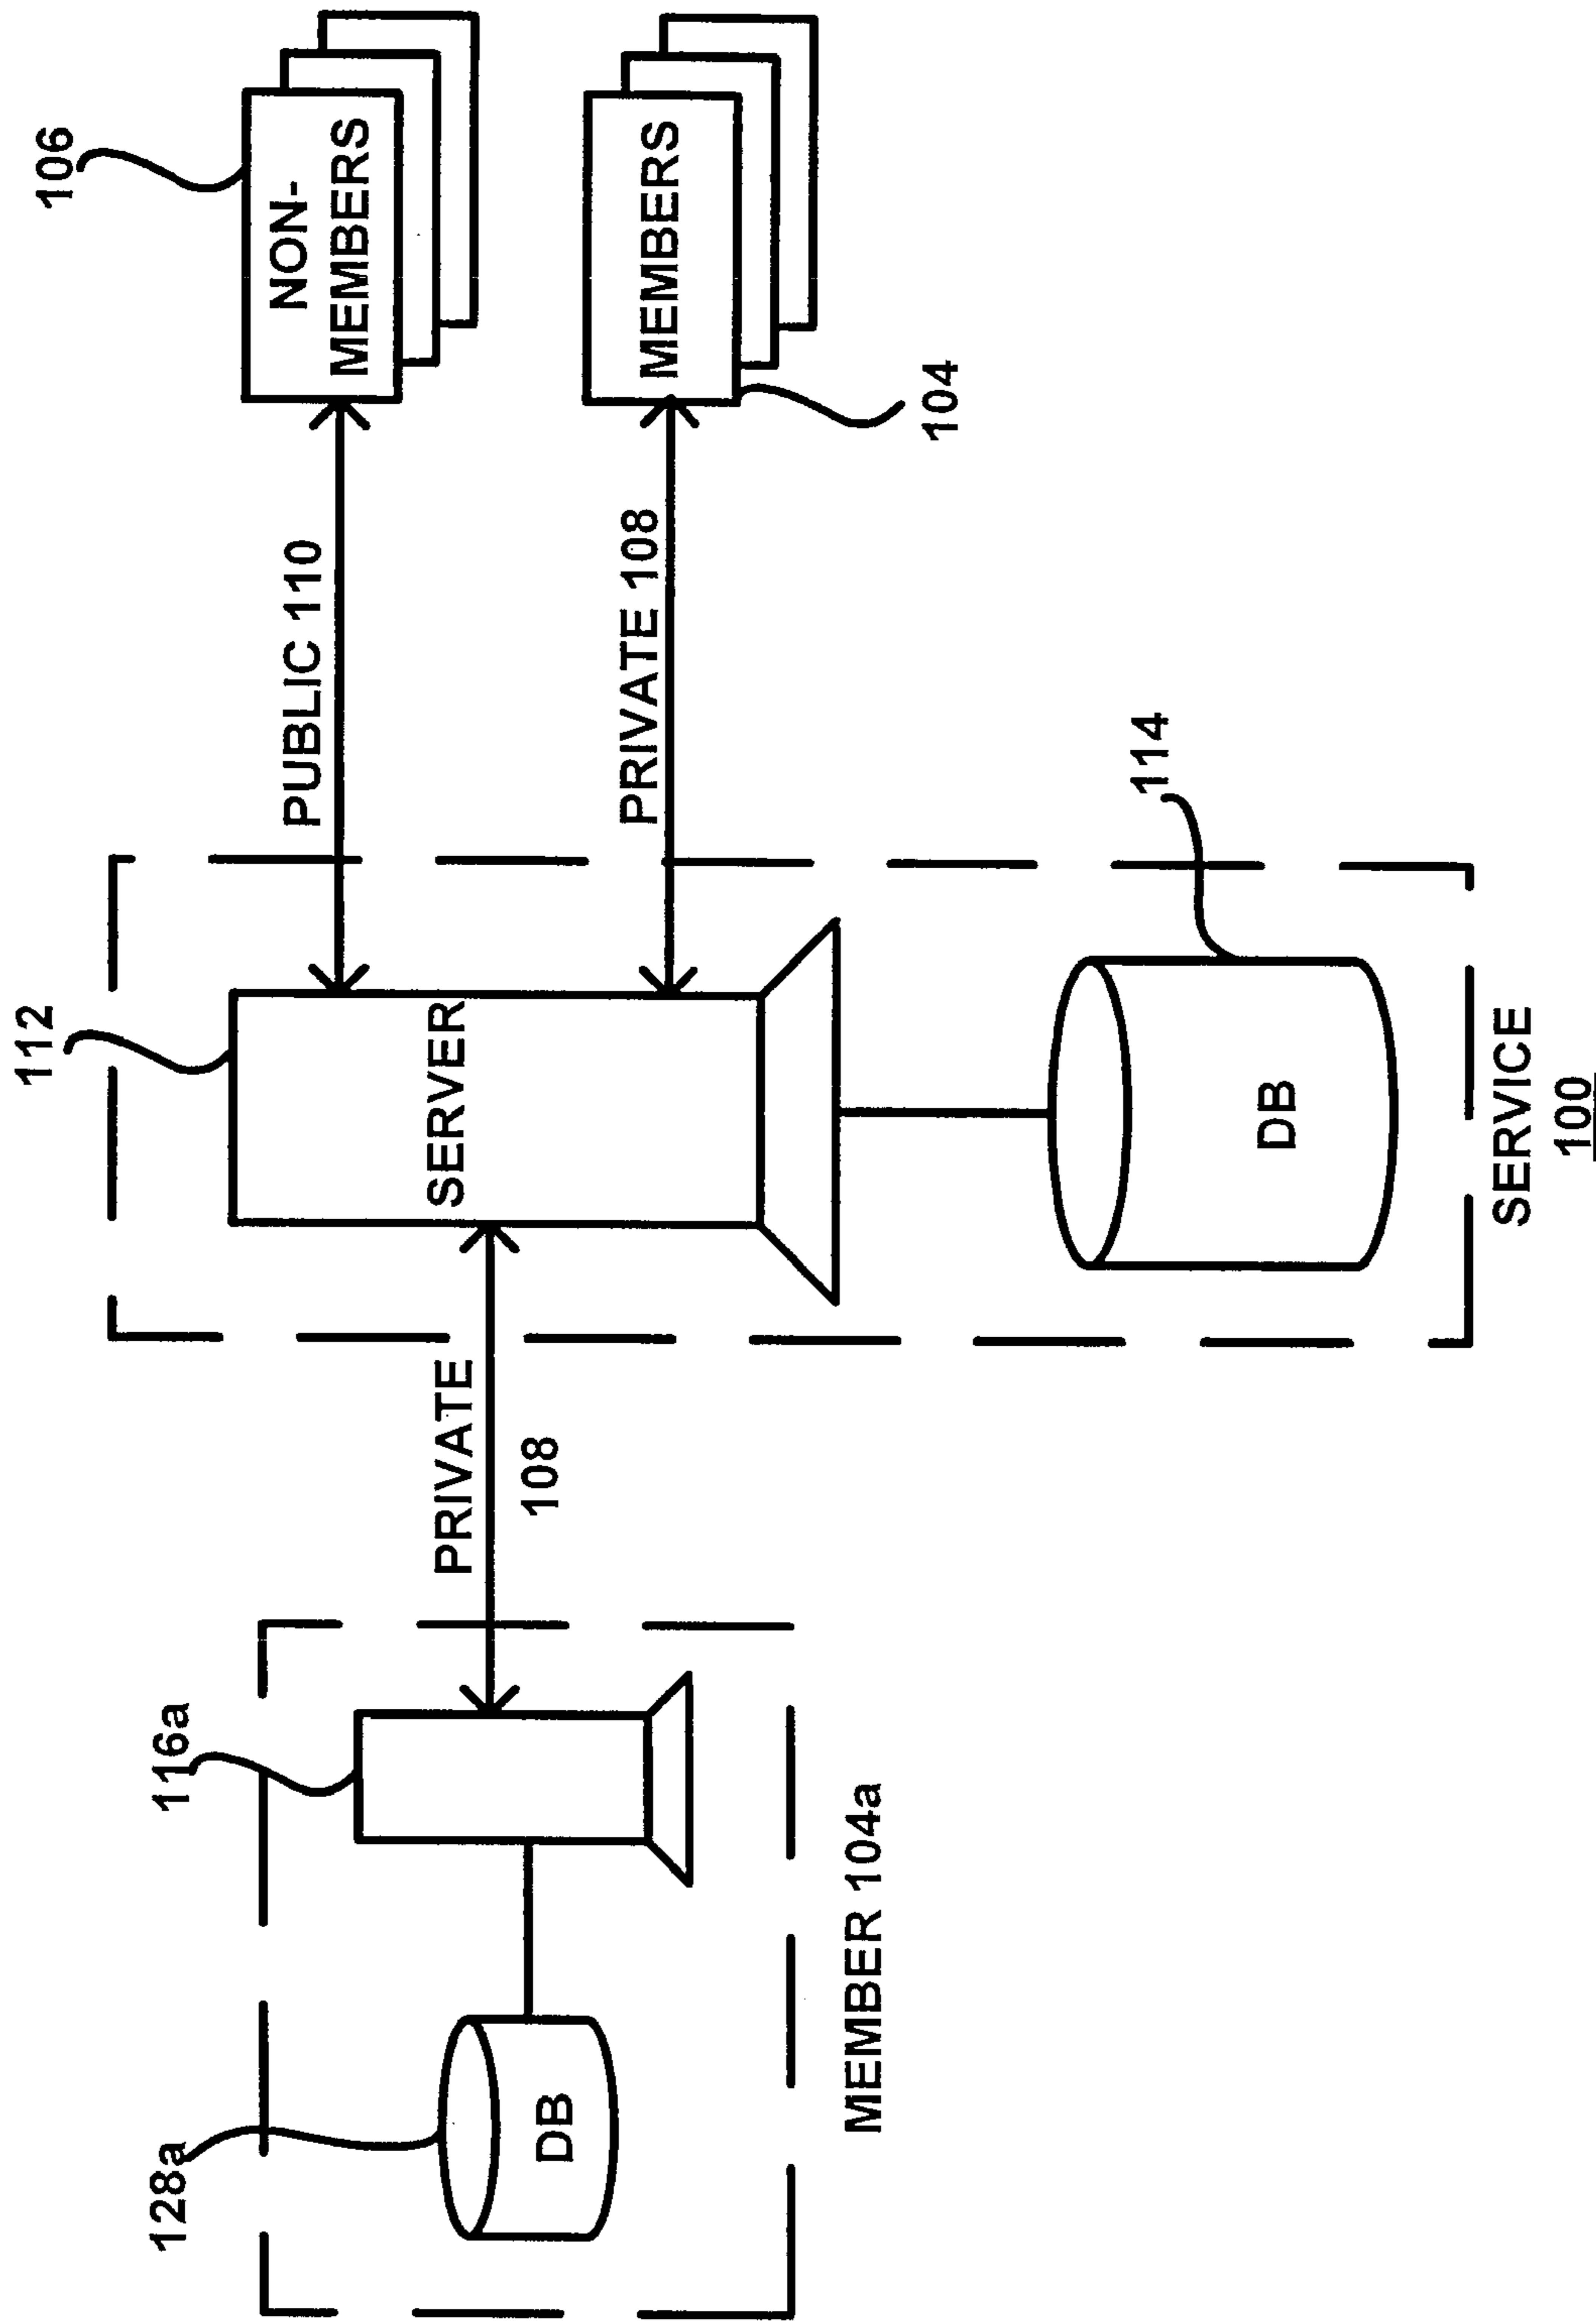 106
NON-
MEMBERS
PUBLIC 110
112
SERVER
MEMBERS
104
PRIVATE 108
PRIVATE
108
116a
128a
DB
MEMBER 104a
114
DB
SERVICE
100